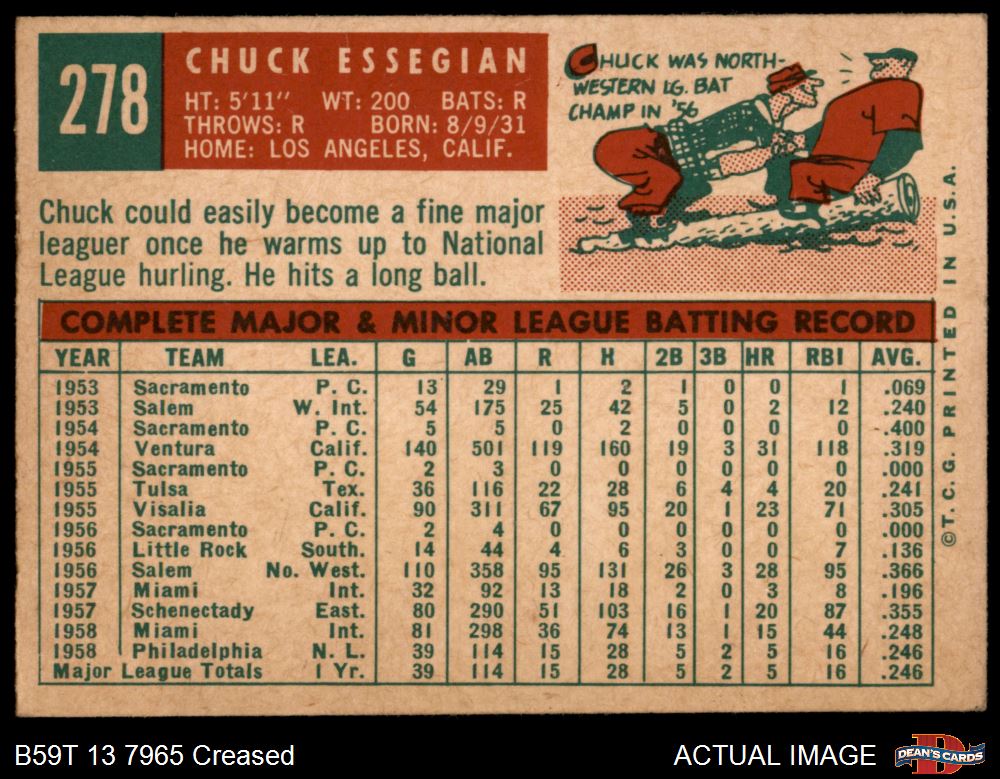 278
CHUCK ESSEGIAN
HT: 5'11" WT: 200 BATS: R
THROWS: R BORN: 8/9/31
HOME: LOS ANGELES, CALIF.
CHUCK WAS NORTH-
WESTERN LG. BAT
CHAMP IN '56
Chuck could easily become a fine major
leaguer once he warms up to National
League hurling. He hits a long ball.
COMPLETE MAJOR & MINOR LEAGUE BATTING RECORD
YEAR TEAM LEA. G AB R H 2B 3B HR RBI AVG.
1953 Sacramento P. C. 13 29 1 2 1 0 0 1 .069
1953 Salem W. Int. 54 175 25 42 5 0 2 12 .240
1954 Sacramento P. C. 5 5 0 2 0 0 0 0 .400
1954 Ventura Calif. 140 501 119 160 19 3 31 118 .319
1955 Sacramento P. C. 2 3 0 0 0 0 0 0 .000
1955 Tulsa Tex. 36 116 22 28 6 4 4 20 .241
1955 Visalia Calif. 90 311 67 95 20 1 23 71 .305
1956 Sacramento P. C. 2 4 0 0 0 0 0 0 .000
1956 Little Rock South. 14 44 4 6 3 0 0 7 .136
1956 Salem No. West. 110 358 95 131 26 3 28 95 .366
1957 Miami Int. 32 92 13 18 2 0 3 8 .196
1957 Schenectady East. 80 290 51 103 16 1 20 87 .355
1958 Miami Int. 81 298 36 74 13 1 15 44 .248
1958 Philadelphia N. L. 39 114 15 28 5 2 5 16 .246
Major League Totals 1 Yr. 39 114 15 28 5 2 5 16 .246
©T. C. G. PRINTED IN U.S.A.
B59T 13 7965 Creased
ACTUAL IMAGE
D
DEAN'S CARDS